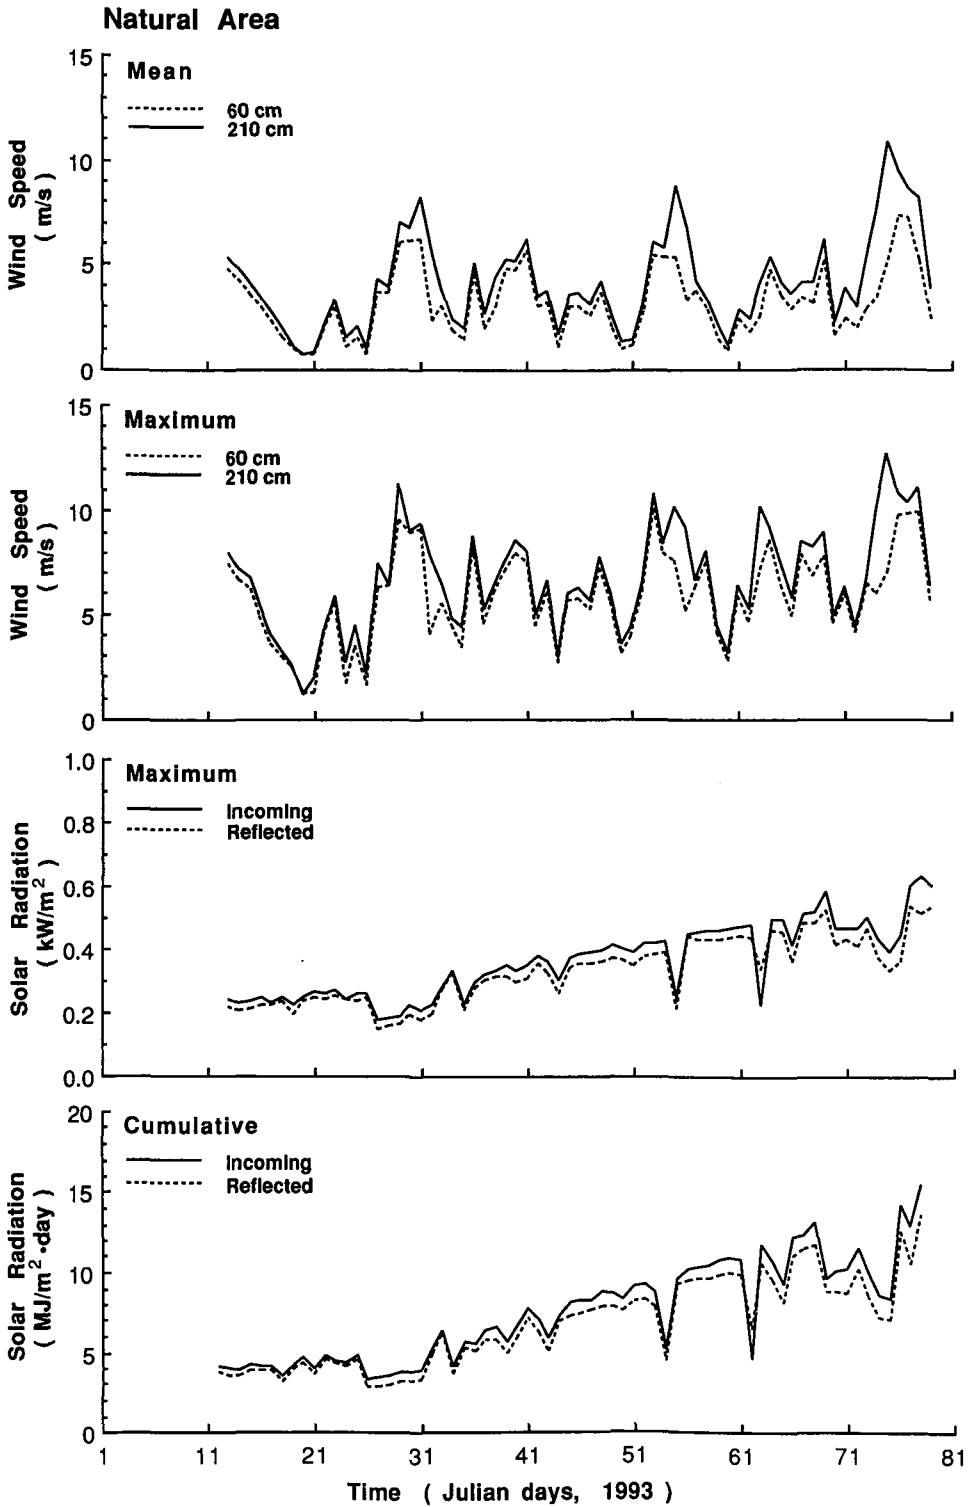 Natural Area
15
Mean
60 cm
210 cm
10
5
0
Wind Speed
( m/s )
15
Maximum
60 cm
210 cm
10
5
0
Wind Speed
( m/s )
1.0
Maximum
Incoming
Reflected
0.8
0.6
0.4
0.2
0.0
Solar Radiation
( kW/m² )
20
Cumulative
Incoming
Reflected
15
10
5
0
Solar Radiation
( MJ/m²•day )
1 11 21 31 41 51 61 71 81
Time ( Julian days, 1993 )